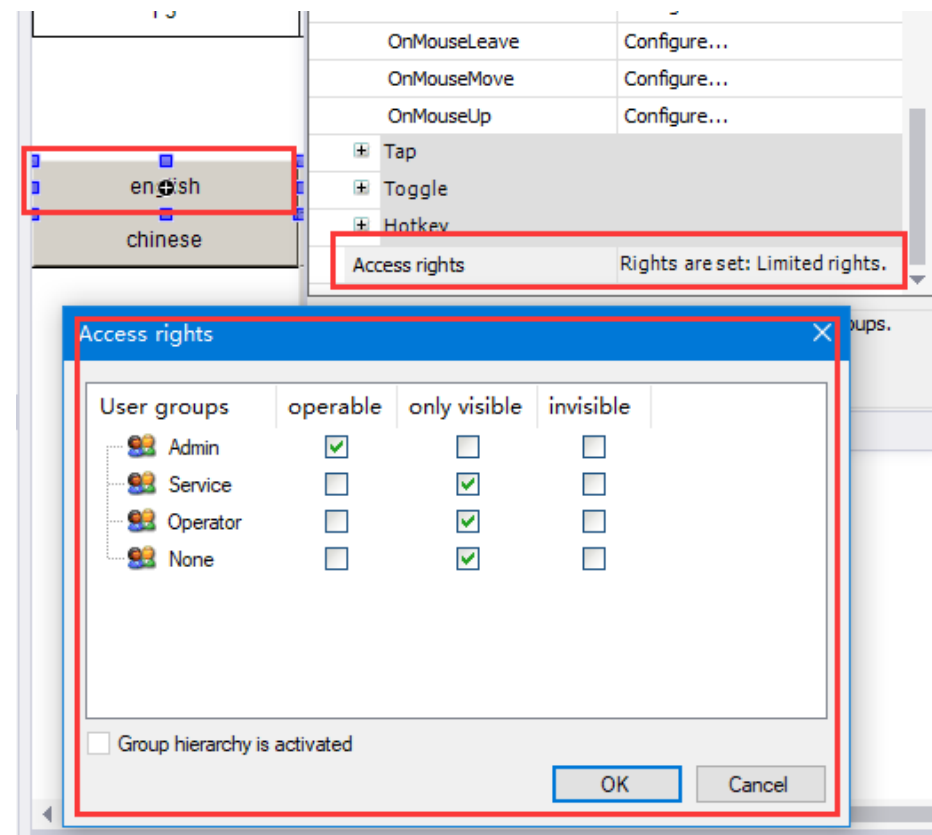 OnMouseLeave Configure...
OnMouseMove Configure...
OnMouseUp Configure...
Tap
english
Toggle
Hotkey
chinese
Access rights Rights are set: Limited rights.
oups.
Access rights
User groups operable only visible invisible
Admin
Service
Operator
None
Group hierarchy is activated
OK Cancel